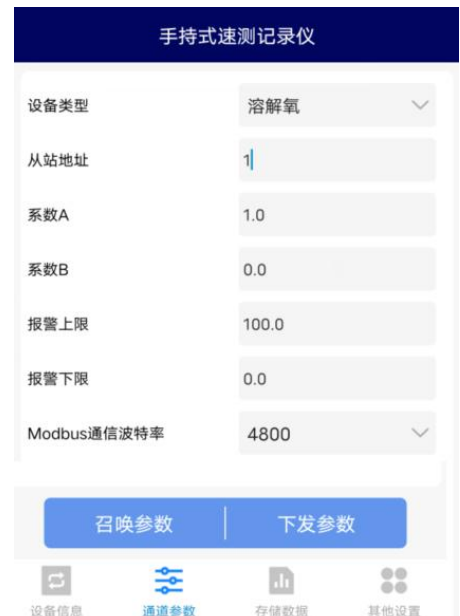 手持式速测记录仪
设备类型 溶解氧
从站地址 1
系数A 1.0
系数B 0.0
报警上限 100.0
报警下限 0.0
Modbus通信波特率 4800
召唤参数 下发参数
设备信息 通道参数 存储数据 其他设置